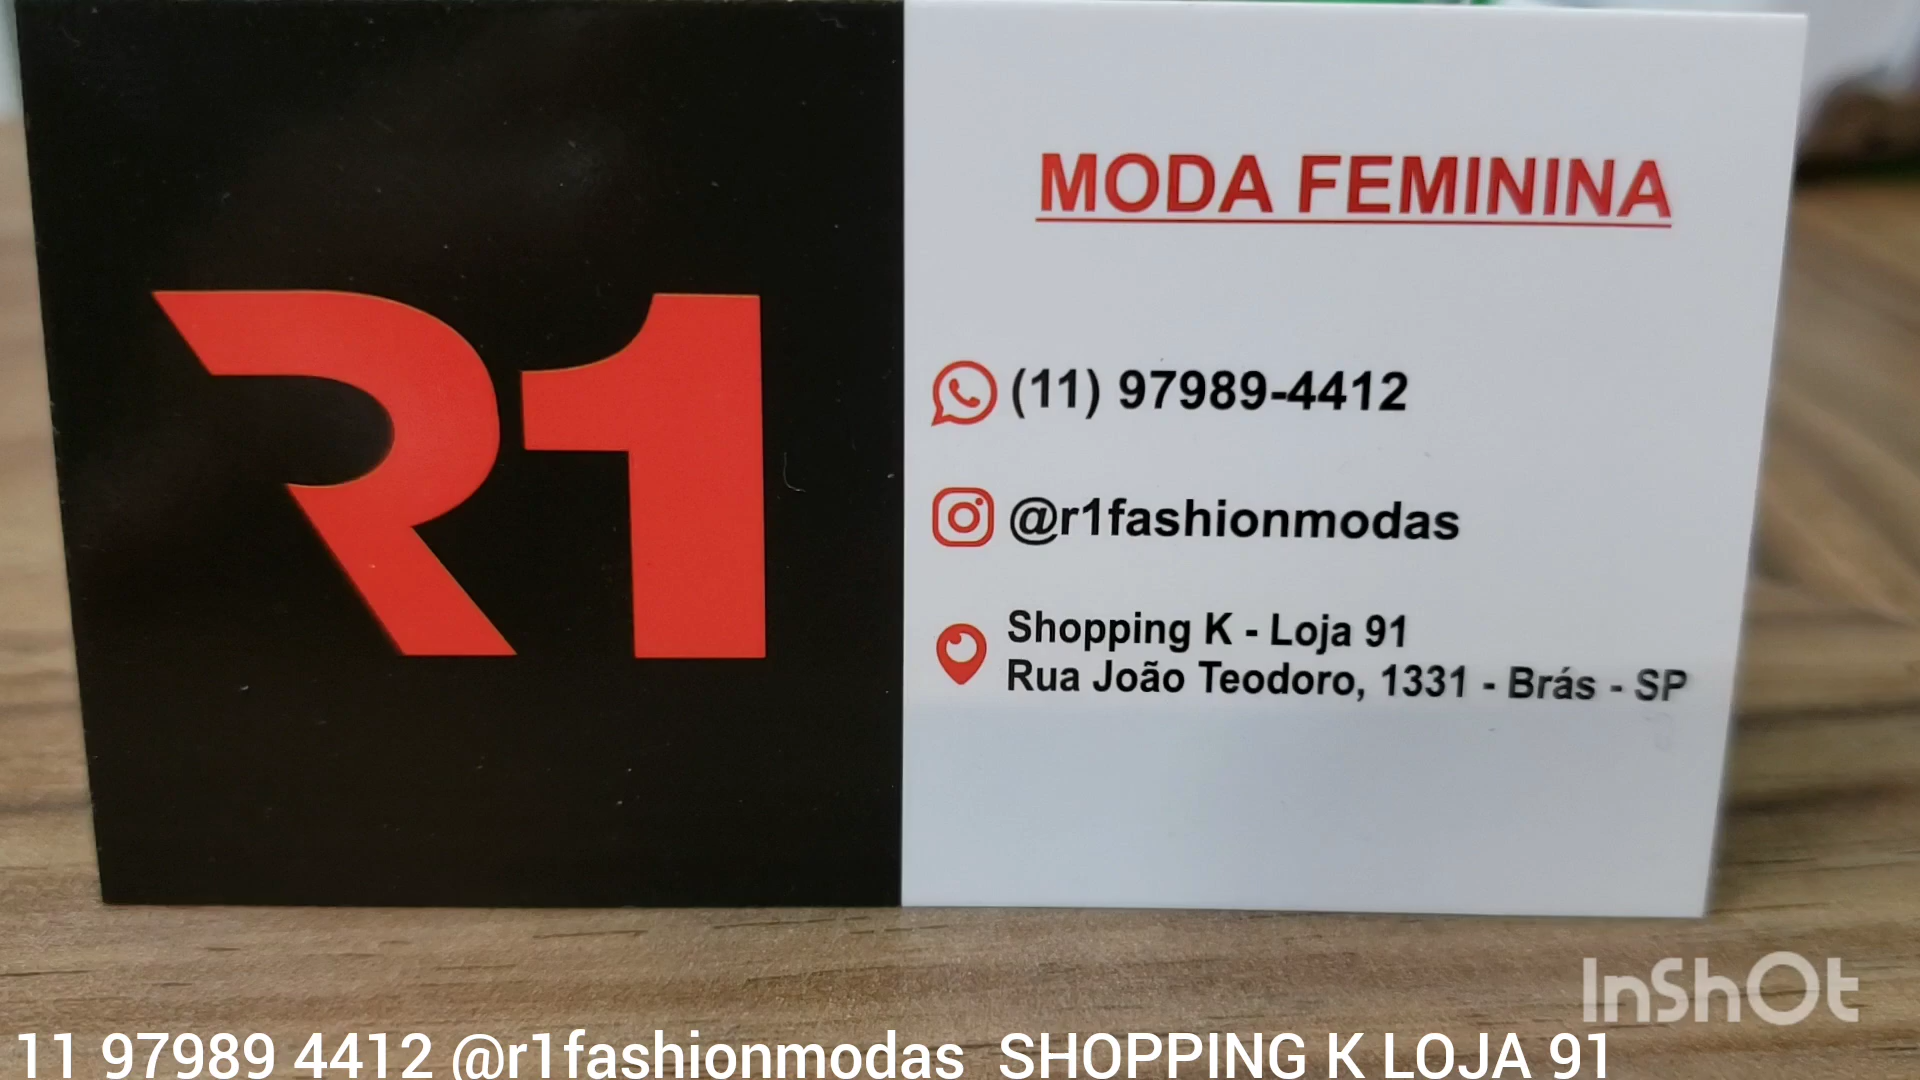 R1
MODA FEMININA
(11) 97989-4412
@r1fashionmodas
Shopping K - Loja 91
Rua João Teodoro, 1331 - Brás - SP
InShOt
11 97989 4412 @r1fashionmodas SHOPPING K LOJA 91